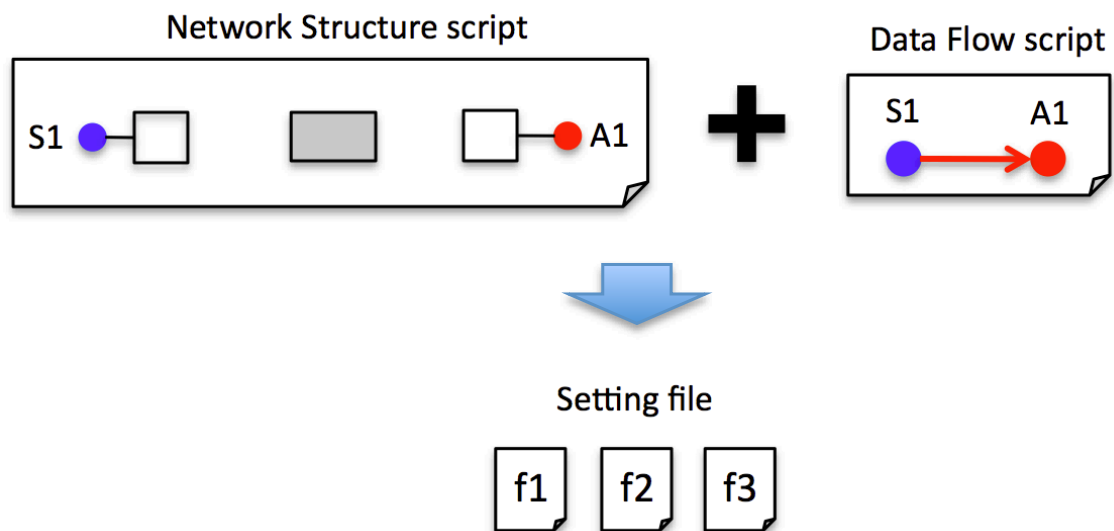 Network Structure script
Data Flow script
S1
A1
S1
A1
Setting file
f1
f2
f3